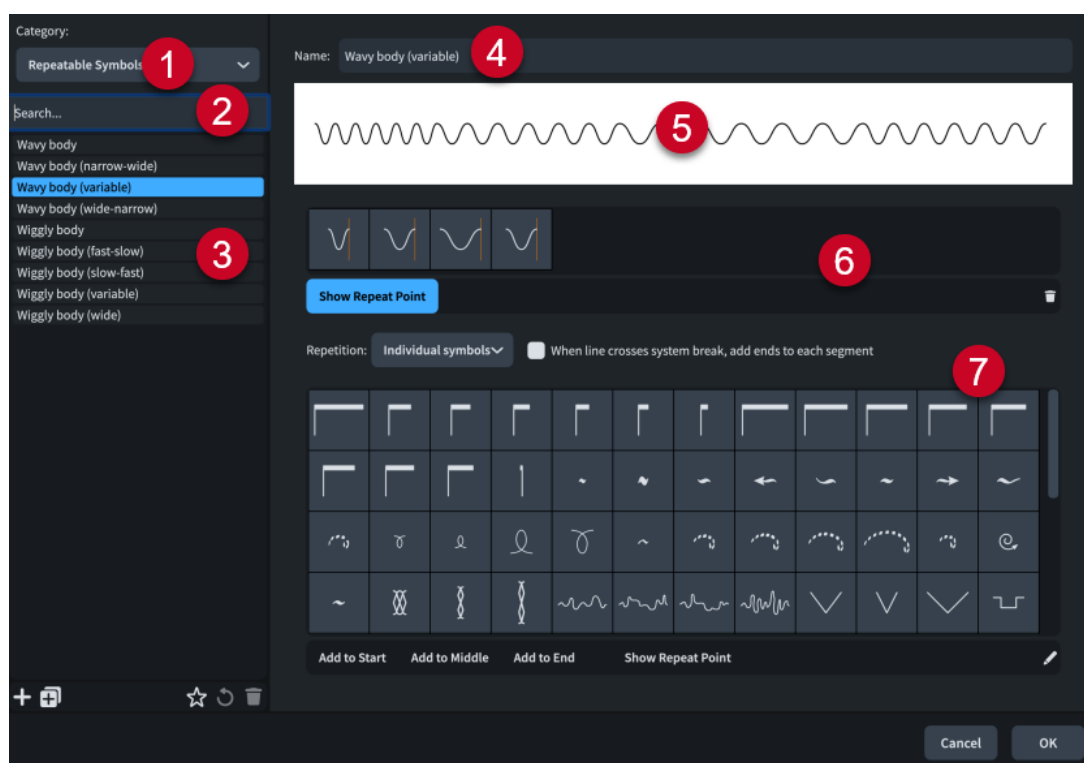 Category:
Repeatable Symbols
1
Search...
2
Wavy body
Wavy body (narrow-wide)
Wavy body (variable)
Wavy body (wide-narrow)
Wiggly body
Wiggly body (fast-slow)
Wiggly body (slow-fast)
Wiggly body (variable)
Wiggly body (wide)
3
Name: Wavy body (variable)
4
5
6
Show Repeat Point
Repetition: Individual symbols When line crosses system break, add ends to each segment
7
Add to Start Add to Middle Add to End Show Repeat Point
Cancel OK